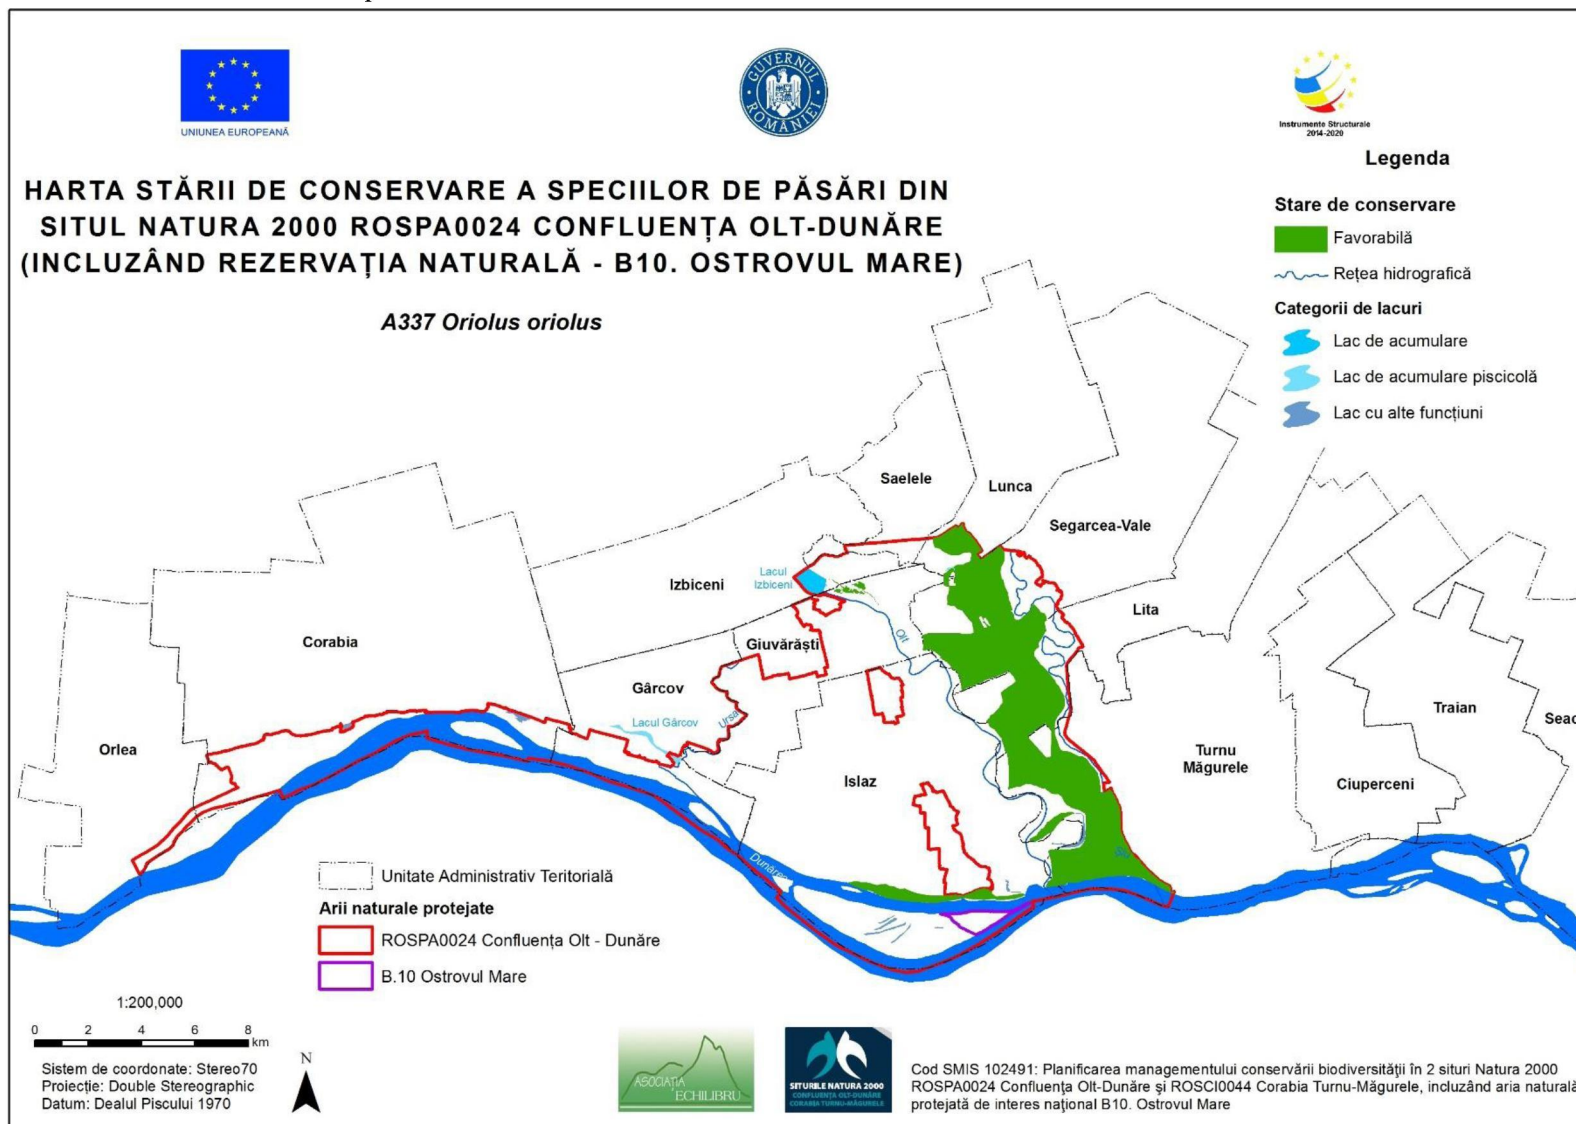 UNIUNEA EUROPEANĂ
GUVERNUL ROMÂNIEI
Instrumente Structurale
2014-2020
HARTA STĂRII DE CONSERVARE A SPECIILOR DE PĂSĂRI DIN
SITUL NATURA 2000 ROSPA0024 CONFLUENȚA OLT-DUNĂRE
(INCLUZÂND REZERVAȚIA NATURALĂ - B10. OSTROVUL MARE)
A337 Oriolus oriolus
Legenda
Stare de conservare
Favorabilă
Rețea hidrografică
Categorii de lacuri
Lac de acumulare
Lac de acumulare piscicolă
Lac cu alte funcțiuni
Saelele
Lunca
Segarcea-Vale
Izbiceni
Lacul
Izbiceni
Lita
Corabia
Olt
Giuvărăști
Gârcov
Ursa
Lacul Gârcov
Orlea
Islaz
Turnu
Măgurele
Traian
Seac
Ciuperceni
Dunărea
Siu
Unitate Administrativ Teritorială
Arii naturale protejate
ROSPA0024 Confluența Olt - Dunăre
B.10 Ostrovul Mare
1:200,000
0 2 4 6 8
km
N
Sistem de coordonate: Stereo70
Proiecție: Double Stereographic
Datum: Dealul Piscului 1970
ASOCIAȚIA
ECHILIBRU
SITURILE NATURA 2000
CONFLUENȚA OLT-DUNĂRE
CORABIA TURNU-MĂGURELE
Cod SMIS 102491: Planificarea managementului conservării biodiversităţii în 2 situri Natura 2000
ROSPA0024 Confluenţa Olt-Dunăre şi ROSCI0044 Corabia Turnu-Măgurele, incluzând aria naturală
protejată de interes naţional B10. Ostrovul Mare